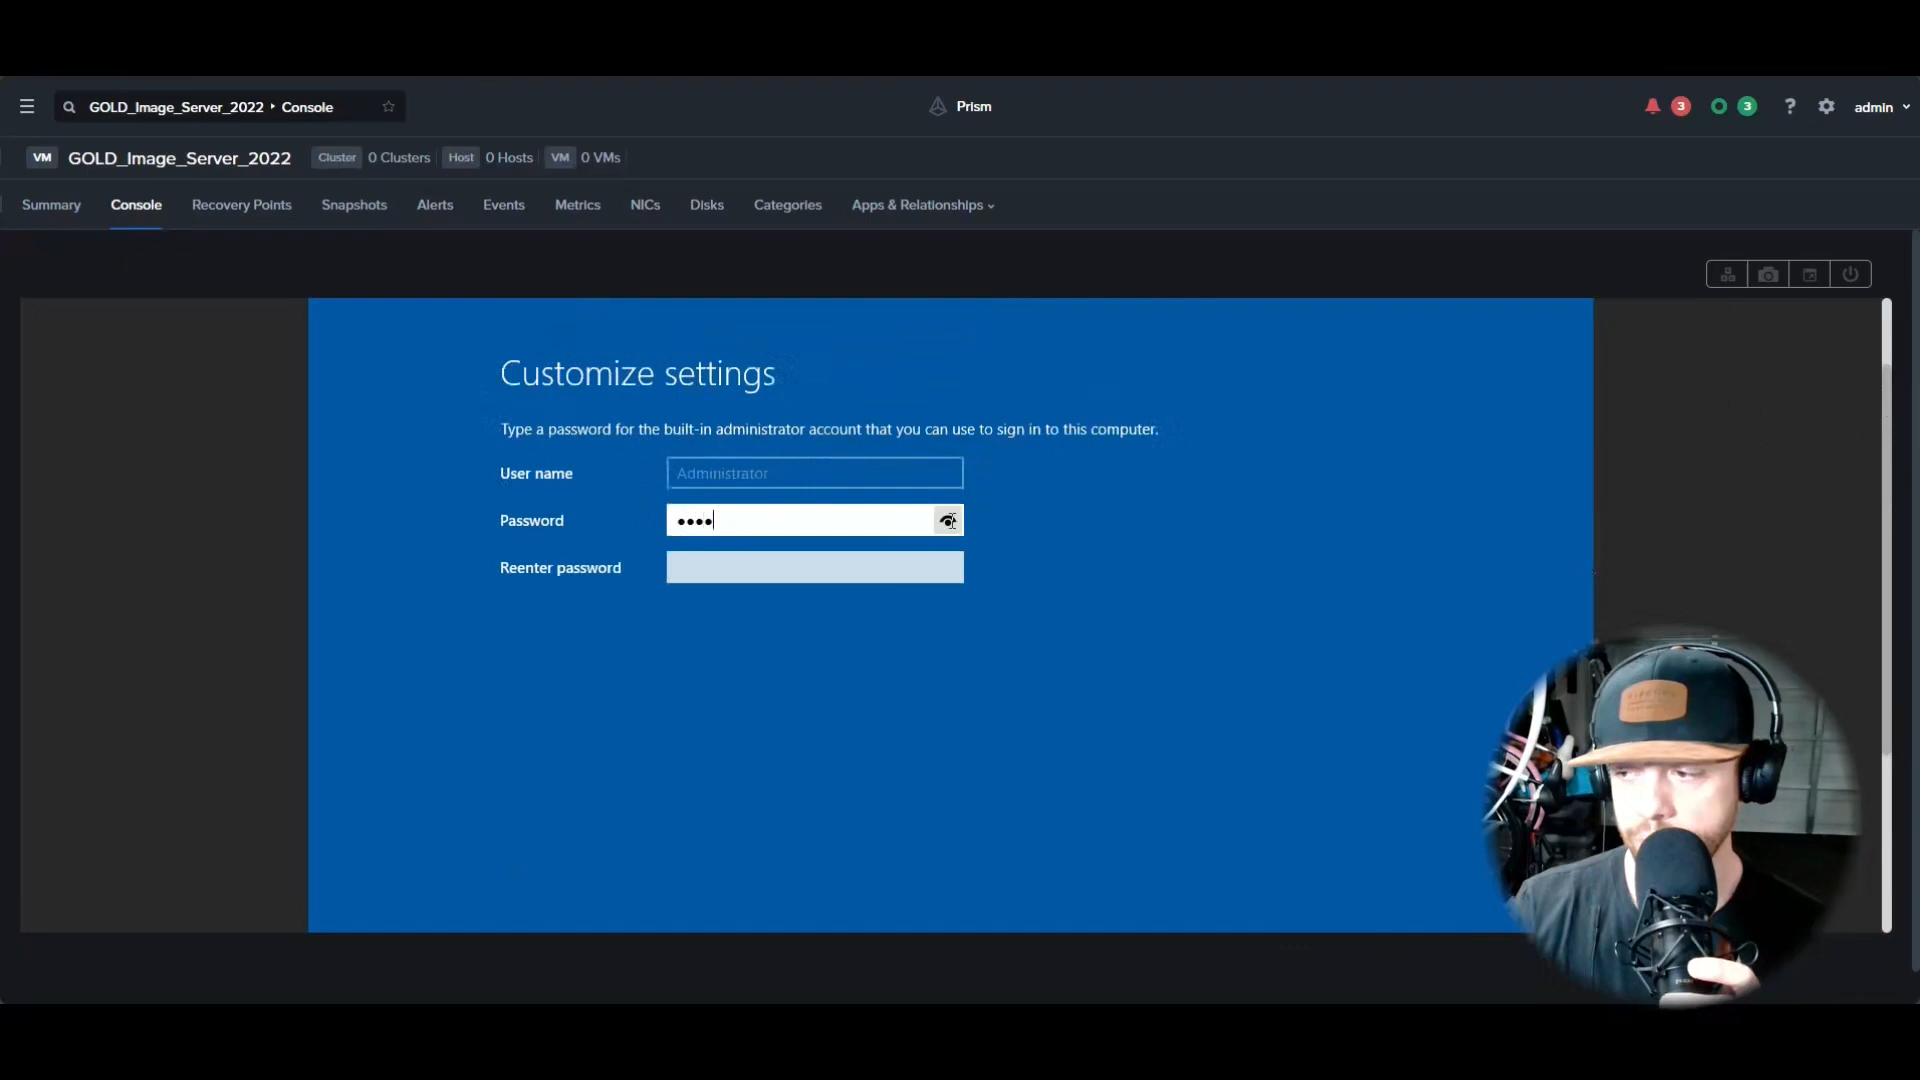 GOLD_Image_Server_2022 ‣ Console
Prism
3
3
?
admin
VM GOLD_Image_Server_2022 Cluster 0 Clusters Host 0 Hosts VM 0 VMs
Summary Console Recovery Points Snapshots Alerts Events Metrics NICs Disks Categories Apps & Relationships
Customize settings
Type a password for the built-in administrator account that you can use to sign in to this computer.
User name Administrator
Password ••••
Reenter password